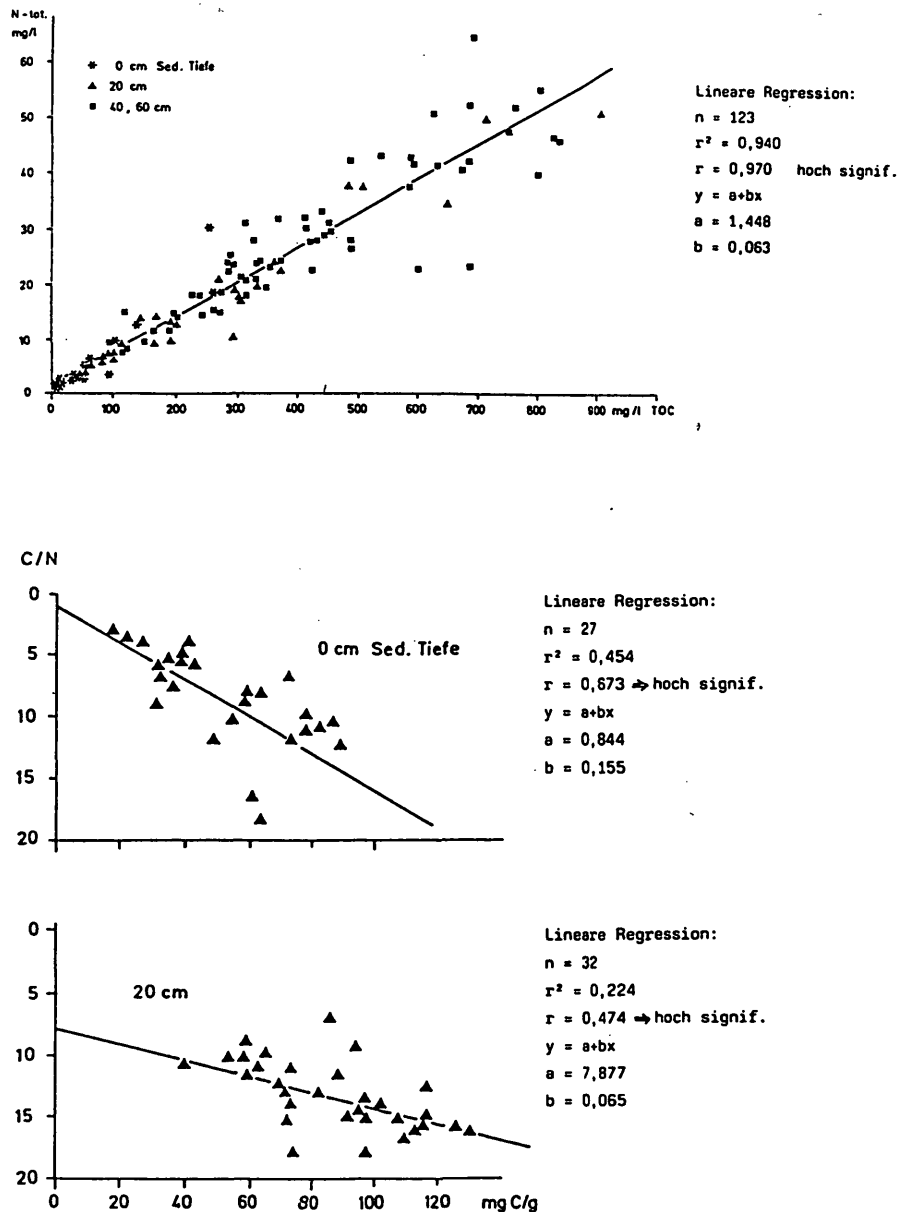 N-tot.
mg/l
60
50
40
30
20
10
0
* 0 cm Sed. Tiefe
▲ 20 cm
■ 40, 60 cm
0 100 200 300 400 500 600 700 800 900 mg/l TOC
Lineare Regression:
n = 123
r² = 0,940
r = 0,970 hoch signif.
y = a+bx
a = 1,448
b = 0,063
C/N
0
5
10
15
20
0 cm Sed. Tiefe
Lineare Regression:
n = 27
r² = 0,454
r = 0,673 ⇒ hoch signif.
y = a+bx
a = 0,844
b = 0,155
0
5
10
15
20
20 cm
0 20 40 60 80 100 120 mg C/g
Lineare Regression:
n = 32
r² = 0,224
r = 0,474 ⇒ hoch signif.
y = a+bx
a = 7,877
b = 0,065